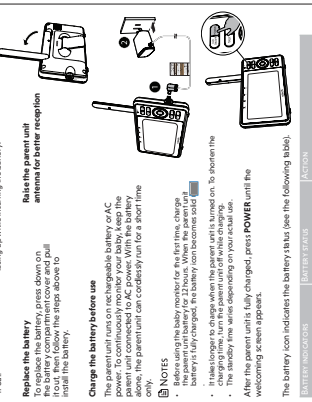 Replace the battery
To replace the battery, press down on
the battery compartment cover and pull
it out, then follow the steps above to
install the battery.
Raise the parent unit
antenna for better reception
Charge the battery before use
The parent unit runs on rechargeable battery or AC
power. To continuously monitor your baby, keep the
parent unit connected to AC power. With the battery
alone, the parent unit can cordlessly run for a short time
only.
NOTES
• Before using the baby monitor for the first time, charge
the parent unit battery for 12 hours. When the parent unit
battery is fully charged, the battery icon becomes solid
• It takes longer to charge when the parent unit is turned on. To shorten the
charging time, turn the parent unit off while charging.
• The standby time varies depending on your actual use.
After the parent unit is fully charged, press POWER until the
welcoming screen appears.
The battery icon indicates the battery status (see the following table).
BATTERY INDICATORS BATTERY STATUS ACTION